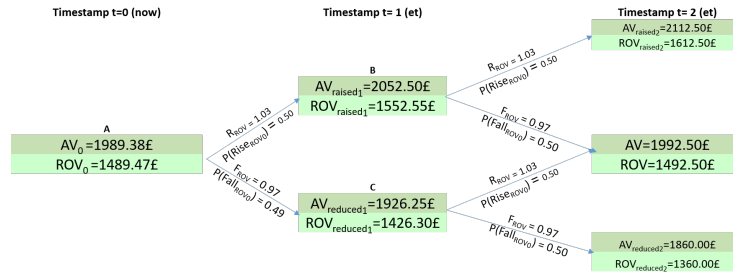 Timestamp t=0 (now)
Timestamp t= 1 (et)
Timestamp t= 2 (et)
AVraised2=2112.50£
ROVraised2=1612.50£
RROV = 1.03
P(RiseROV0) = 0.50
B
AVraised1=2052.50£
ROVraised1=1552.55£
FROV = 0.97
P(FallROV0) = 0.50
RROV = 1.03
P(RiseROV0) = 0.50
A
AV0 =1989.38£
ROV0 =1489.47£
AV=1992.50£
ROV=1492.50£
FROV = 0.97
P(FallROV0) = 0.49
RROV = 1.03
P(RiseROV0) = 0.50
C
AVreduced1=1926.25£
ROVreduced1=1426.30£
FROV = 0.97
P(FallROV0) = 0.50
AVreduced2=1860.00£
ROVreduced2=1360.00£